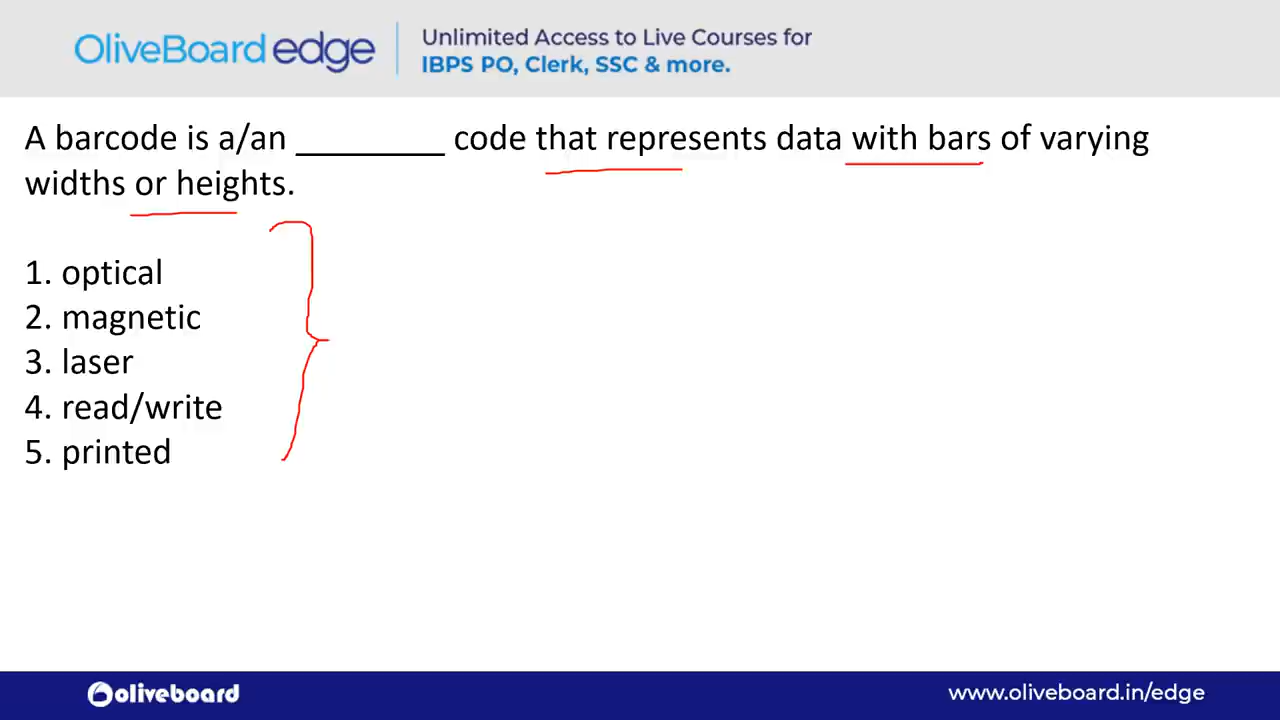 OliveBoard edge
Unlimited Access to Live Courses for
IBPS PO, Clerk, SSC & more.
A barcode is a/an ________ code that represents data with bars of varying
widths or heights.
1. optical
2. magnetic
3. laser
4. read/write
5. printed
oliveboard
www.oliveboard.in/edge